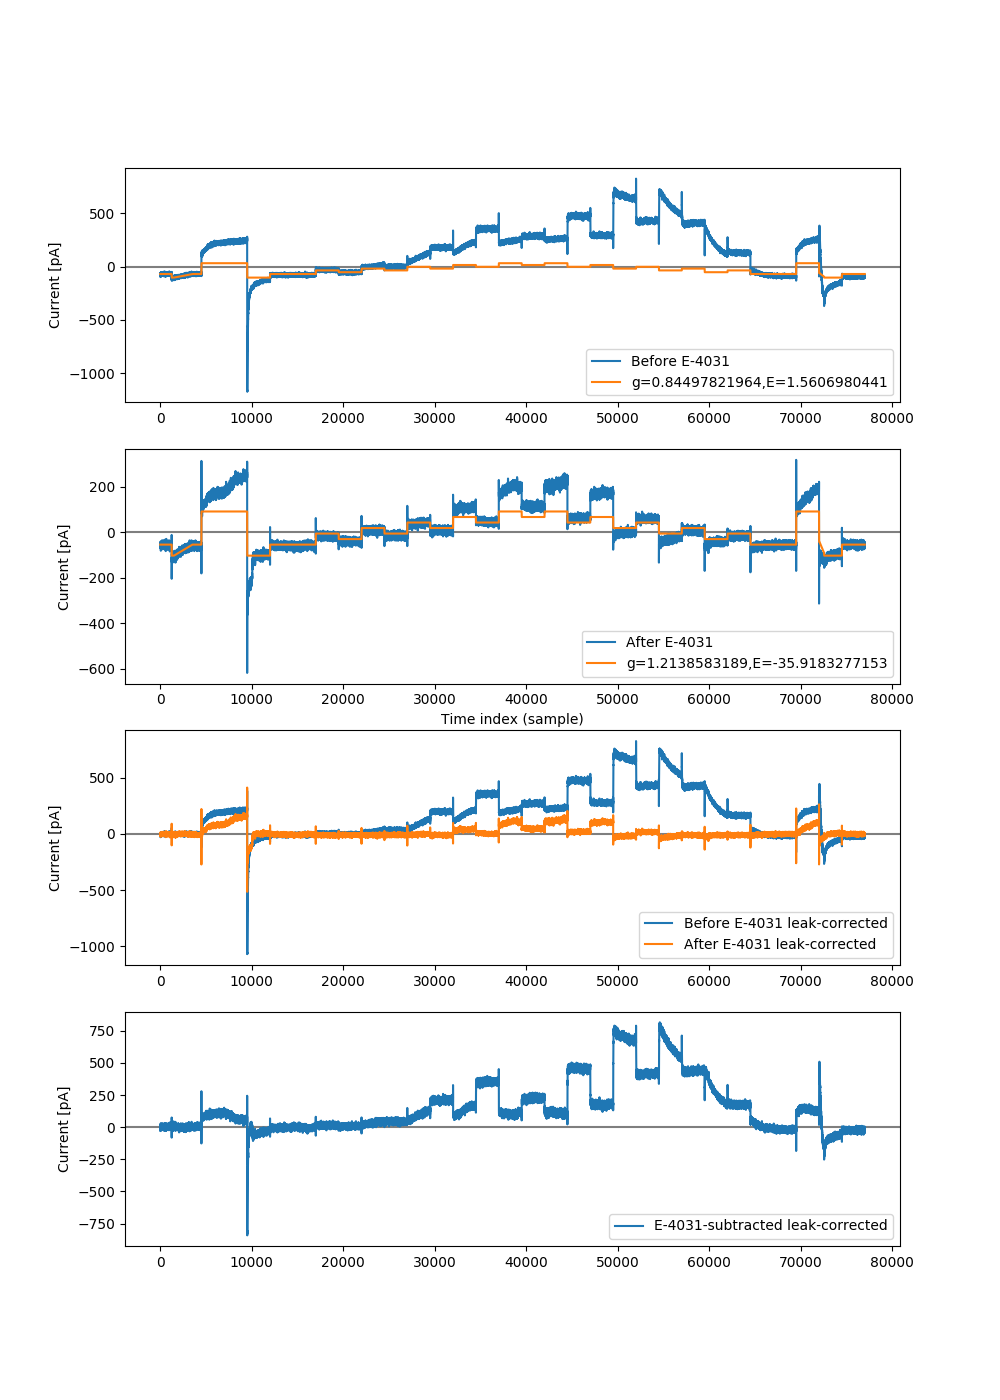 500
0
−500
−1000
Current [pA]
Before E-4031
g=0.84497821964,E=1.5606980441
0 10000 20000 30000 40000 50000 60000 70000 80000
200
0
−200
−400
−600
Current [pA]
After E-4031
g=1.2138583189,E=-35.9183277153
0 10000 20000 30000 40000 50000 60000 70000 80000
Time index (sample)
500
0
−500
−1000
Current [pA]
Before E-4031 leak-corrected
After E-4031 leak-corrected
0 10000 20000 30000 40000 50000 60000 70000 80000
750
500
250
0
−250
−500
−750
Current [pA]
E-4031-subtracted leak-corrected
0 10000 20000 30000 40000 50000 60000 70000 80000